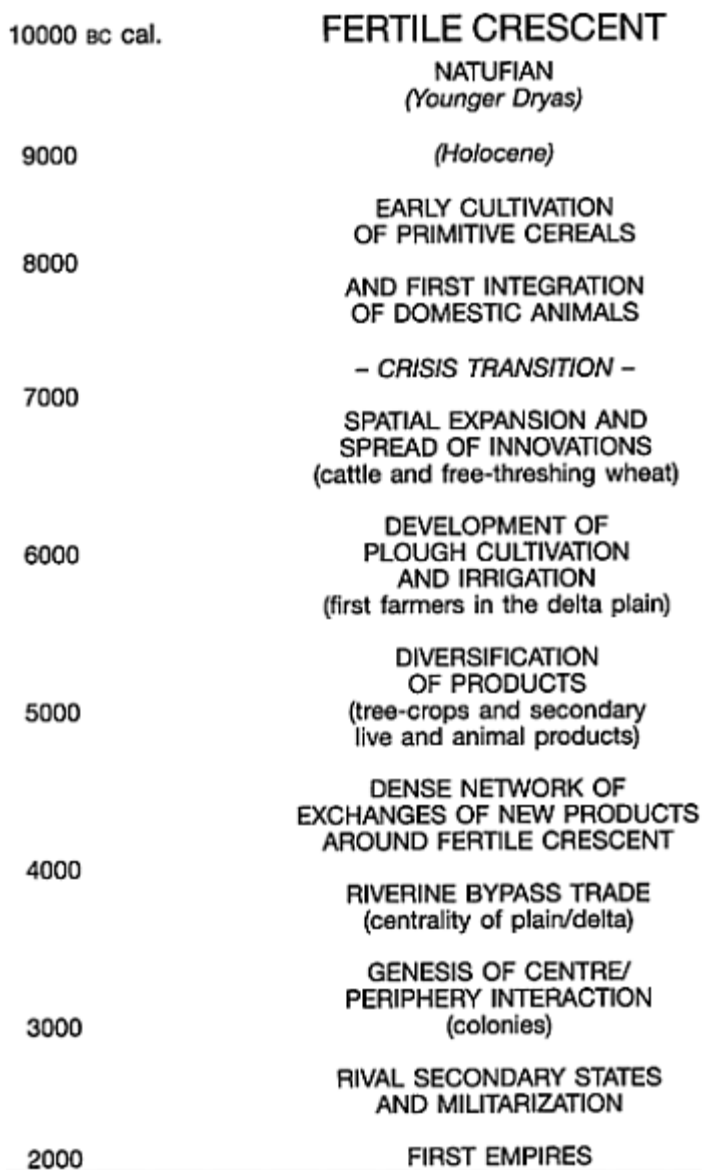 10000 BC cal. FERTILE CRESCENT
NATUFIAN
(Younger Dryas)
9000 (Holocene)
EARLY CULTIVATION
OF PRIMITIVE CEREALS
8000
AND FIRST INTEGRATION
OF DOMESTIC ANIMALS
– CRISIS TRANSITION –
7000
SPATIAL EXPANSION AND
SPREAD OF INNOVATIONS
(cattle and free-threshing wheat)
DEVELOPMENT OF
6000 PLOUGH CULTIVATION
AND IRRIGATION
(first farmers in the delta plain)
DIVERSIFICATION
OF PRODUCTS
5000 (tree-crops and secondary
live and animal products)
DENSE NETWORK OF
EXCHANGES OF NEW PRODUCTS
AROUND FERTILE CRESCENT
4000
RIVERINE BYPASS TRADE
(centrality of plain/delta)
GENESIS OF CENTRE/
PERIPHERY INTERACTION
3000 (colonies)
RIVAL SECONDARY STATES
AND MILITARIZATION
2000 FIRST EMPIRES